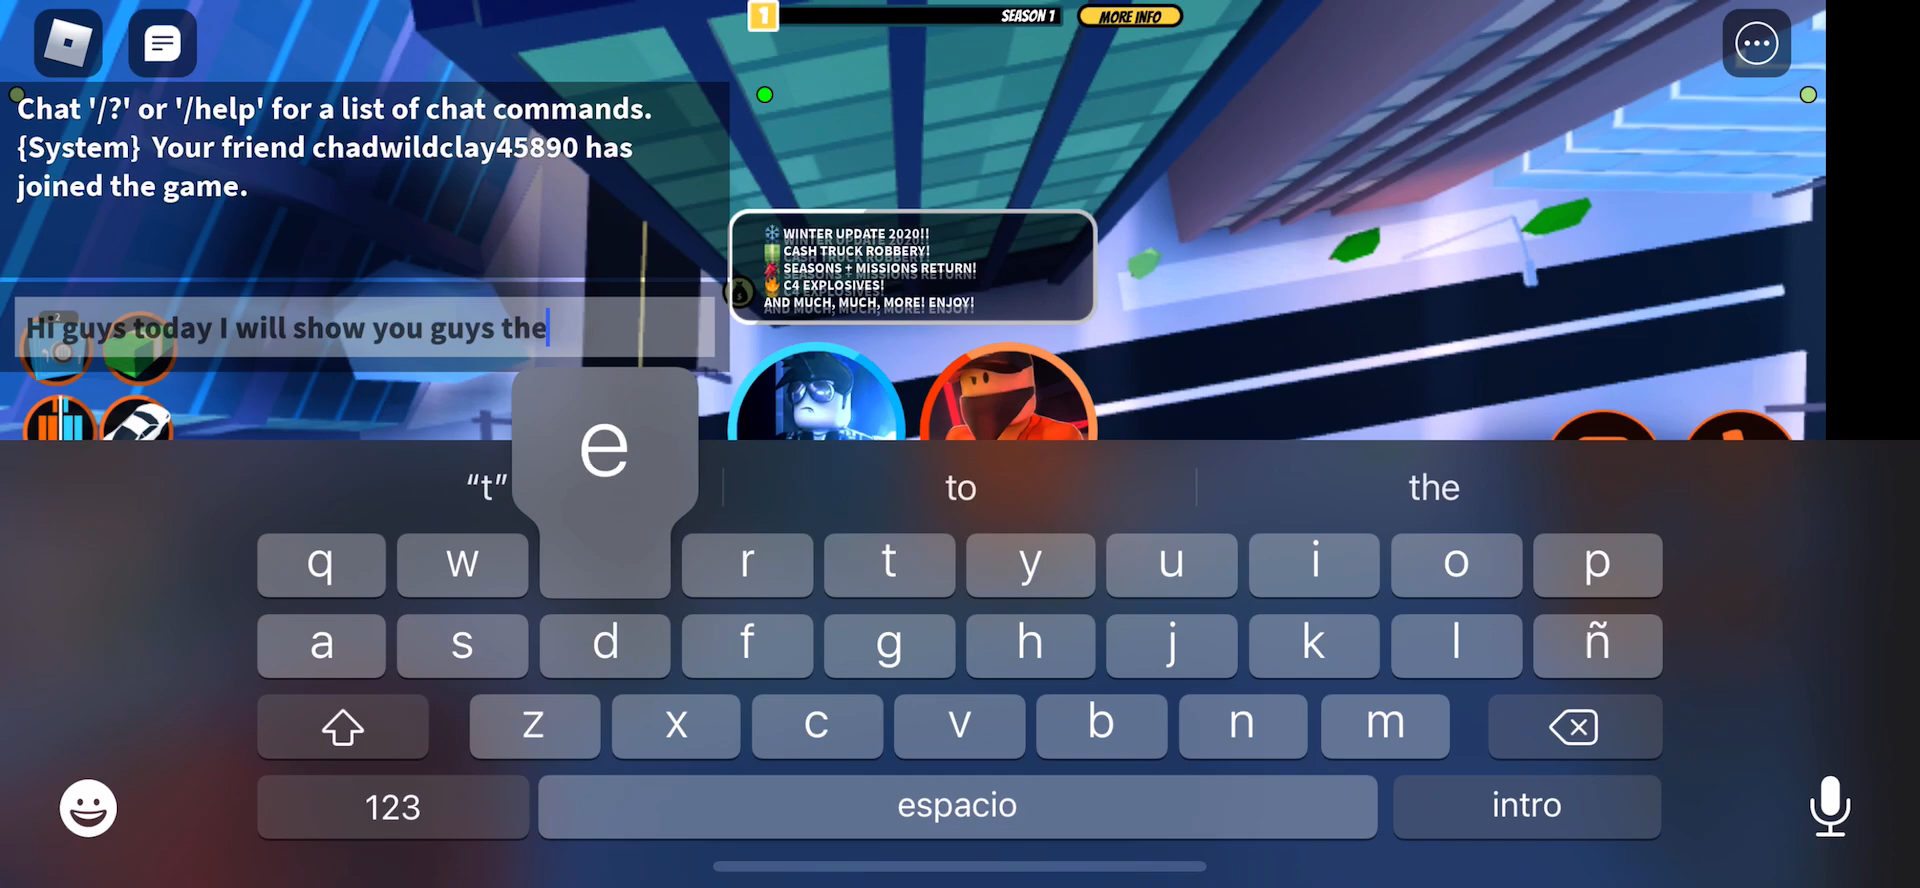 1
SEASON 1
MORE INFO
Chat '/?' or '/help' for a list of chat commands.
{System} Your friend chadwildclay45890 has
joined the game.
WINTER UPDATE 2020!!
CASH TRUCK ROBBERY!
SEASONS + MISSIONS RETURN!
C4 EXPLOSIVES!
AND MUCH, MUCH, MORE! ENJOY!
2
Hi guys today I will show you guys the
e
“t” to the
q w r t y u i o p
a s d f g h j k l ñ
z x c v b n m
123 espacio intro